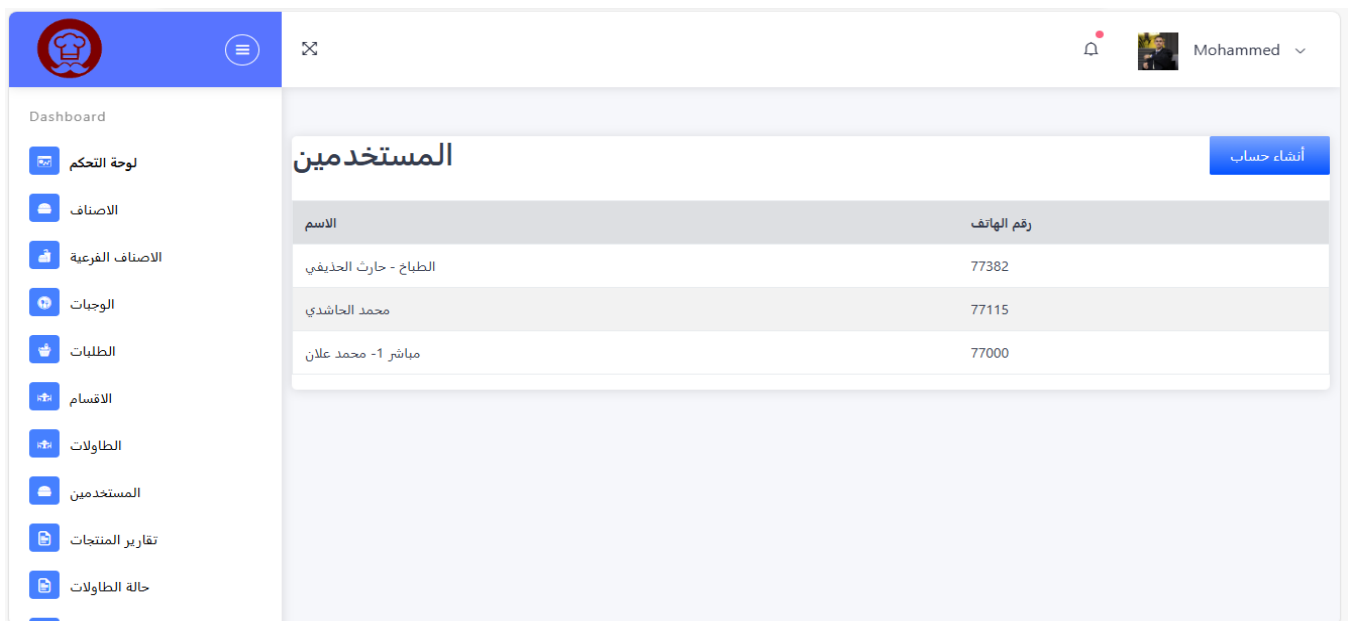 Mohammed
Dashboard
لوحة التحكم
الاصناف
الاصناف الفرعية
الوجبات
الطلبات
الاقسام
الطاولات
المستخدمين
تقارير المنتجات
حالة الطاولات
المستخدمين
أنشاء حساب
الاسم رقم الهاتف
الطباخ - حارث الحذيفي 77382
محمد الحاشدي 77115
مباشر 1- محمد علان 77000